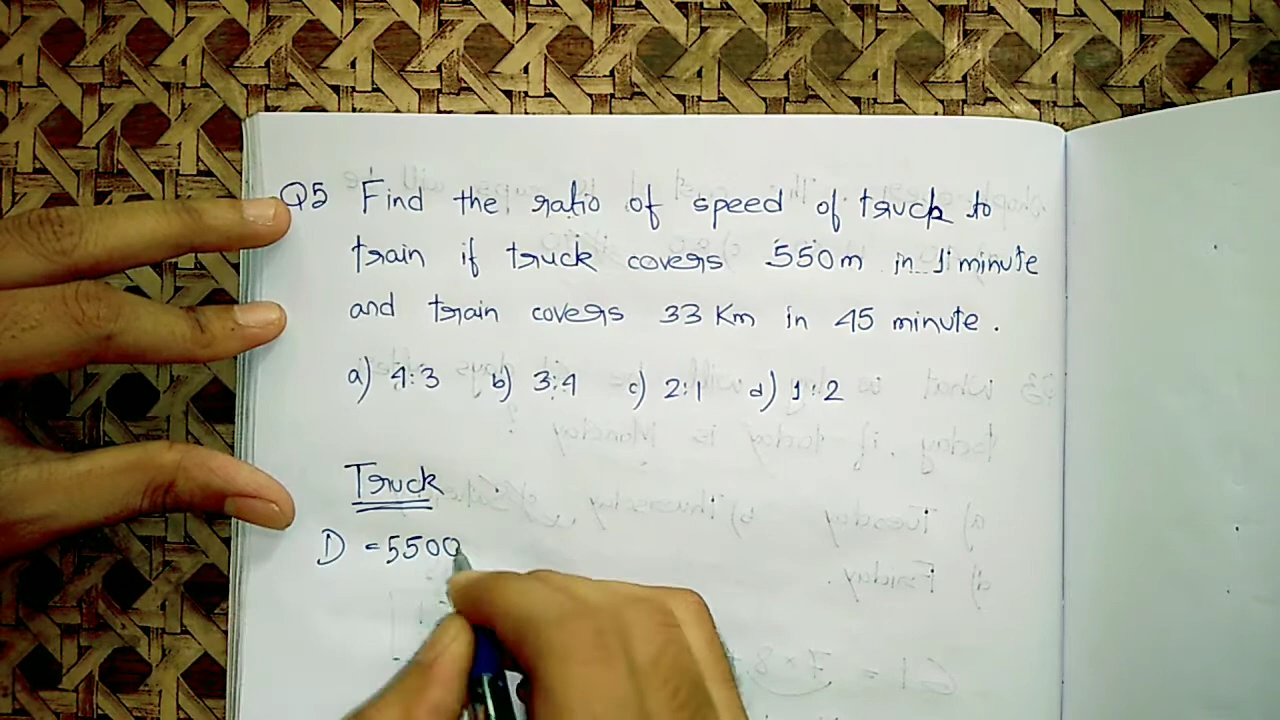 Q5 Find the ratio of speed of truck to
train if truck covers 550m in 1 minute
and train covers 33 Km in 45 minute.
a) 4:3 b) 3:4 c) 2:1 d) 1:2
Truck
D = 5500